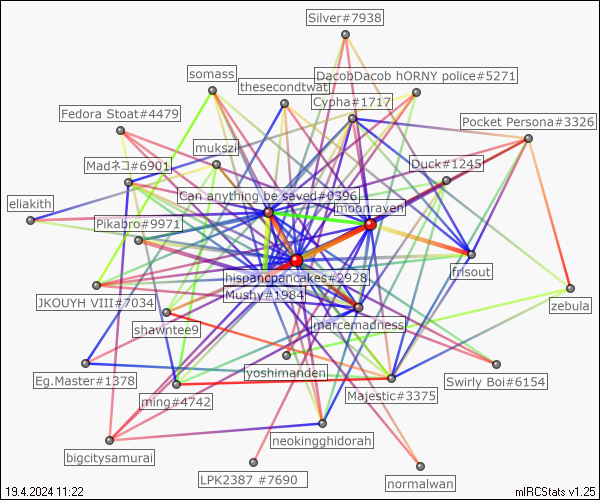 Silver#7938
somass
DacobDacob hORNY police#5271
thesecondtwat
Cypha#1717
Fedora Stoat#4479
Pocket Persona#3326
mukszi
Madネコ#6901
Duck#1245
Can anything be saved#0396
eliakith
moonraven
Pikabro#9971
frisout
hispancpancakes#2928
JKOUYH VIII#7034
Mushy#1984
zebula
shawntee9
marcemadness
yoshimanden
Eg.Master#1378
Swirly Boi#6154
Majestic#3375
ming#4742
neokingghidorah
bigcitysamurai
LPK2387 #7690
normalwan
19.4.2024 11:22
mIRCStats v1.25